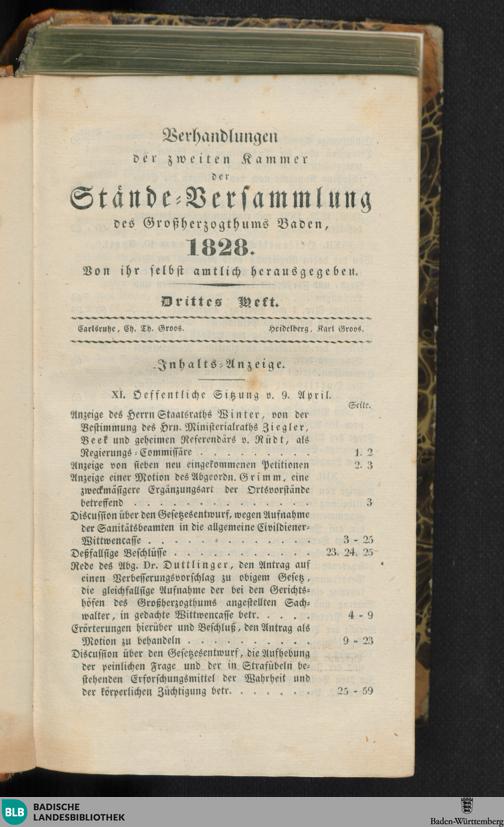 Verhandlungen
der zweiten Kammer
der
Stände-Versammlung
des Großherzogthums Baden,
1828.
Von ihr selbst amtlich herausgegeben.
Drittes Heft.
Carlsruhe, Ch. Th. Groos. Heidelberg, Karl Groos.
Inhalts-Anzeige.
XI. Oeffentliche Sitzung v. 9. April.
Seite.
Anzeige des Herrn Staatsraths Winter, von der
Bestimmung des Hrn. Ministerialraths Ziegler,
Beek und geheimen Referendärs v. Rüdt, als
Regierungs-Commissäre . . . . . . . . . 1. 2
Anzeige von sieben neu eingekommenen Petitionen 2. 3
Anzeige einer Motion des Abgeordn. Grimm, eine
zweckmäsigere Ergänzungsart der Ortsvorstände
betreffend . . . . . . . . . . . . . . 3
Discussion über den Gesetzesentwurf, wegen Aufnahme
der Sanitätsbeamten in die allgemeine Civildiener-
Wittwencasse . . . . . . . . . . . . . 3 - 25
Deßfallsige Beschlüsse . . . . . . . . . . . 23. 24. 25
Rede des Abg. Dr. Duttlinger, den Antrag auf
einen Verbesserungsvorschlag zu obigem Gesetz,
die gleichfallsige Aufnahme der bei den Gerichts-
höfen des Großherzogthums angestellten Sach-
walter, in gedachte Wittwencasse betr. . . . . 4 - 9
Erörterungen hierüber und Beschluß, den Antrag als
Motion zu behandeln . . . . . . . . . . 9 - 23
Discussion über den Gesetzesentwurf, die Aufhebung
der peinlichen Frage und der in Strafübeln be-
stehenden Erforschungsmittel der Wahrheit und
der körperlichen Züchtigung betr. . . . . . . 25 - 59
BLB
BADISCHE
LANDESBIBLIOTHEK
Baden-Württemberg